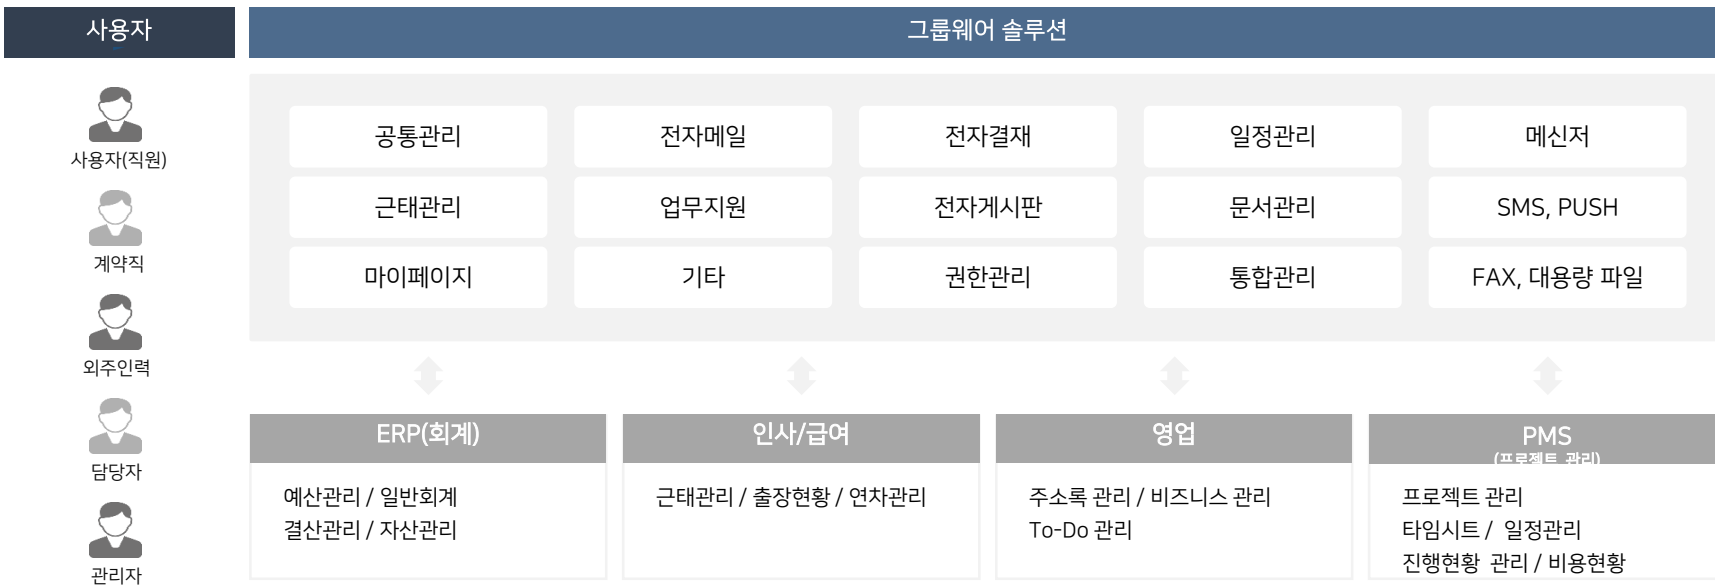 사용자
그룹웨어 솔루션
사용자(직원)
계약직
외주인력
담당자
관리자
공통관리
전자메일
전자결재
일정관리
메신저
근태관리
업무지원
전자게시판
문서관리
SMS, PUSH
마이페이지
기타
권한관리
통합관리
FAX, 대용량 파일
ERP(회계)
예산관리 / 일반회계
결산관리 / 자산관리
인사/급여
근태관리 / 출장현황 / 연차관리
영업
주소록 관리 / 비즈니스 관리
To-Do 관리
PMS
(프로젝트 관리)
프로젝트 관리
타임시트 / 일정관리
진행현황 관리 / 비용현황